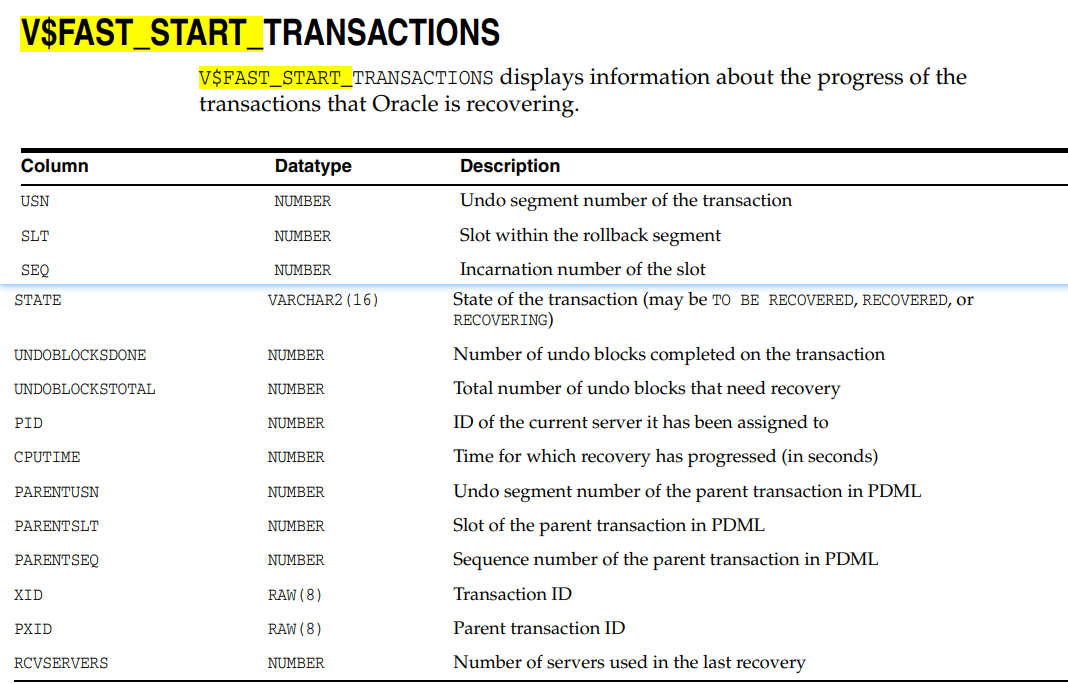 V$FAST_START_TRANSACTIONS
V$FAST_START_TRANSACTIONS displays information about the progress of the
transactions that Oracle is recovering.
Column Datatype Description
USN NUMBER Undo segment number of the transaction
SLT NUMBER Slot within the rollback segment
SEQ NUMBER Incarnation number of the slot
STATE VARCHAR2(16) State of the transaction (may be TO BE RECOVERED, RECOVERED, or
RECOVERING)
UNDOBLOCKSDONE NUMBER Number of undo blocks completed on the transaction
UNDOBLOCKSTOTAL NUMBER Total number of undo blocks that need recovery
PID NUMBER ID of the current server it has been assigned to
CPUTIME NUMBER Time for which recovery has progressed (in seconds)
PARENTUSN NUMBER Undo segment number of the parent transaction in PDML
PARENTSLT NUMBER Slot of the parent transaction in PDML
PARENTSEQ NUMBER Sequence number of the parent transaction in PDML
XID RAW(8) Transaction ID
PXID RAW(8) Parent transaction ID
RCVSERVERS NUMBER Number of servers used in the last recovery